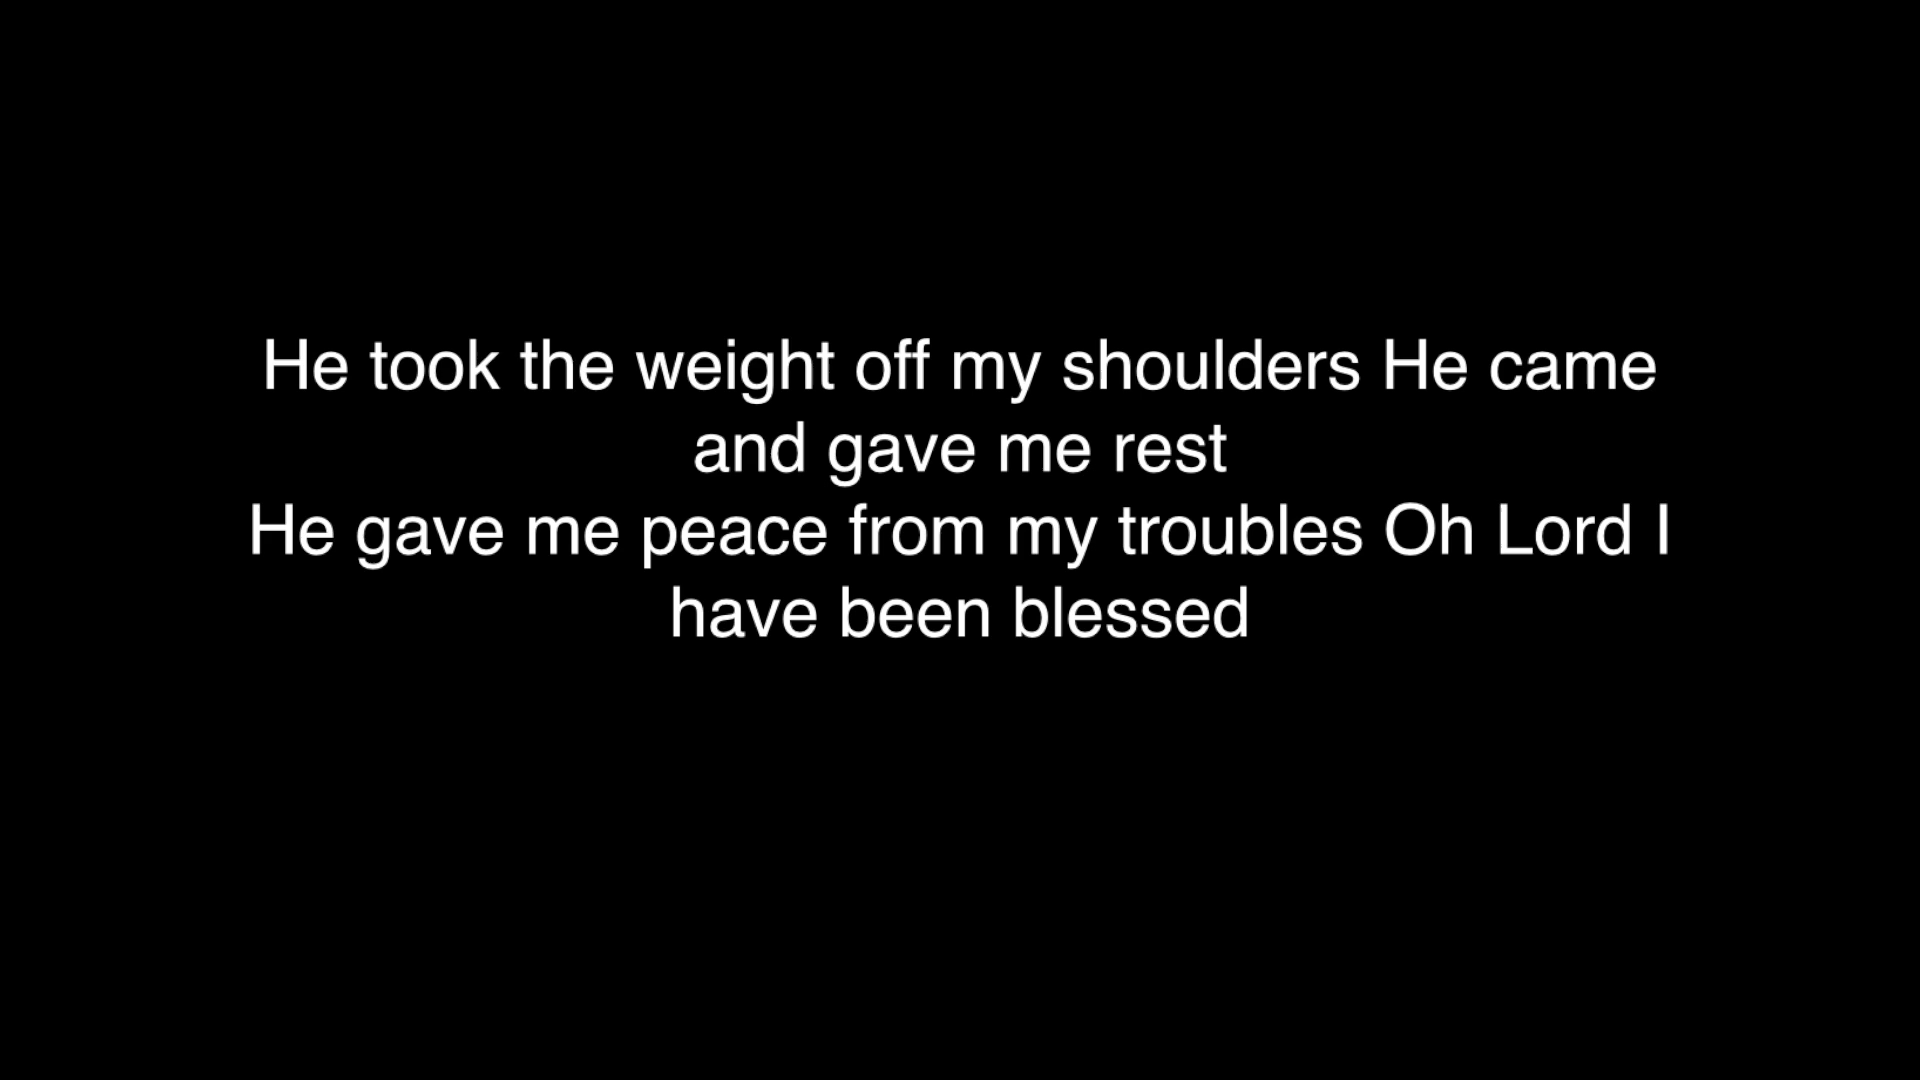 He took the weight off my shoulders He came
and gave me rest
He gave me peace from my troubles Oh Lord I
have been blessed